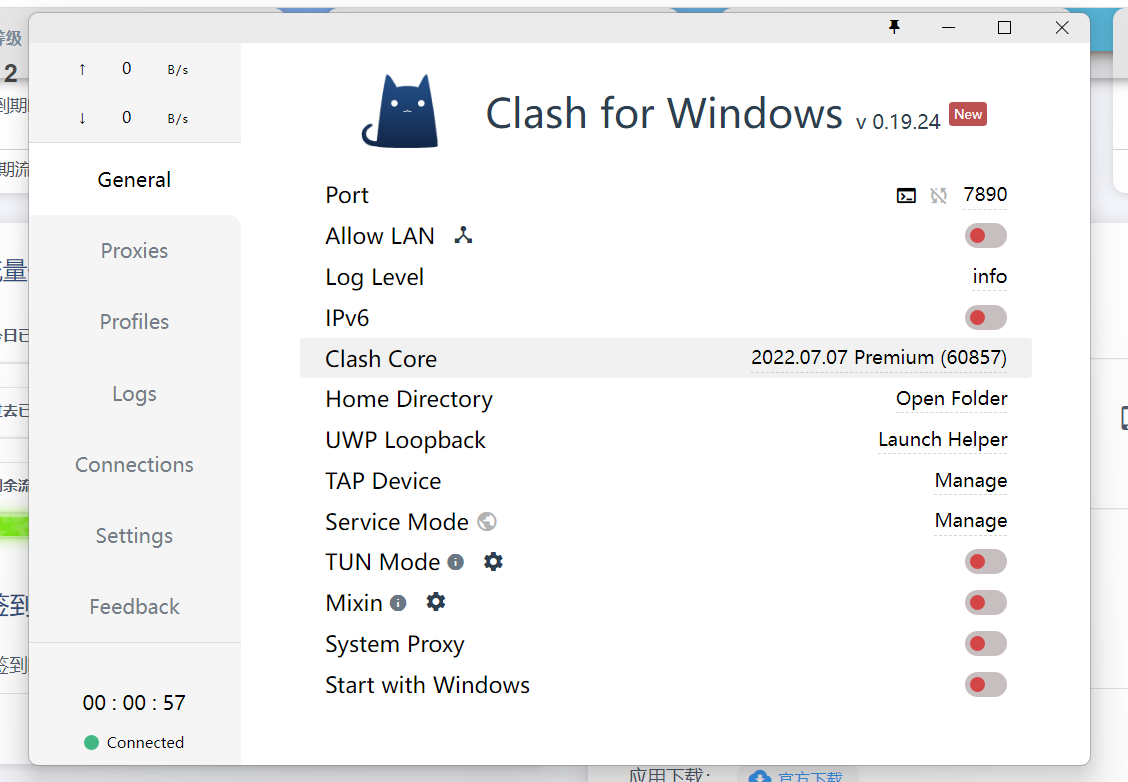 ↑ 0 B/s
↓ 0 B/s
General
Proxies
Profiles
Logs
Connections
Settings
Feedback
00 : 00 : 57
Connected
Clash for Windows v 0.19.24 New
Port 7890
Allow LAN
Log Level info
IPv6
Clash Core 2022.07.07 Premium (60857)
Home Directory Open Folder
UWP Loopback Launch Helper
TAP Device Manage
Service Mode Manage
TUN Mode
Mixin
System Proxy
Start with Windows
等级
2
到期
期流
量
今日已
过去已
剩余流
签到
签到
应用下载: 官方下载